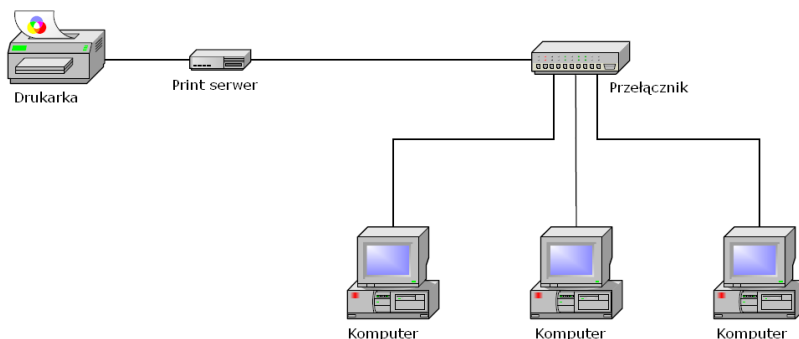 Drukarka
Print serwer
Przełącznik
Komputer
Komputer
Komputer